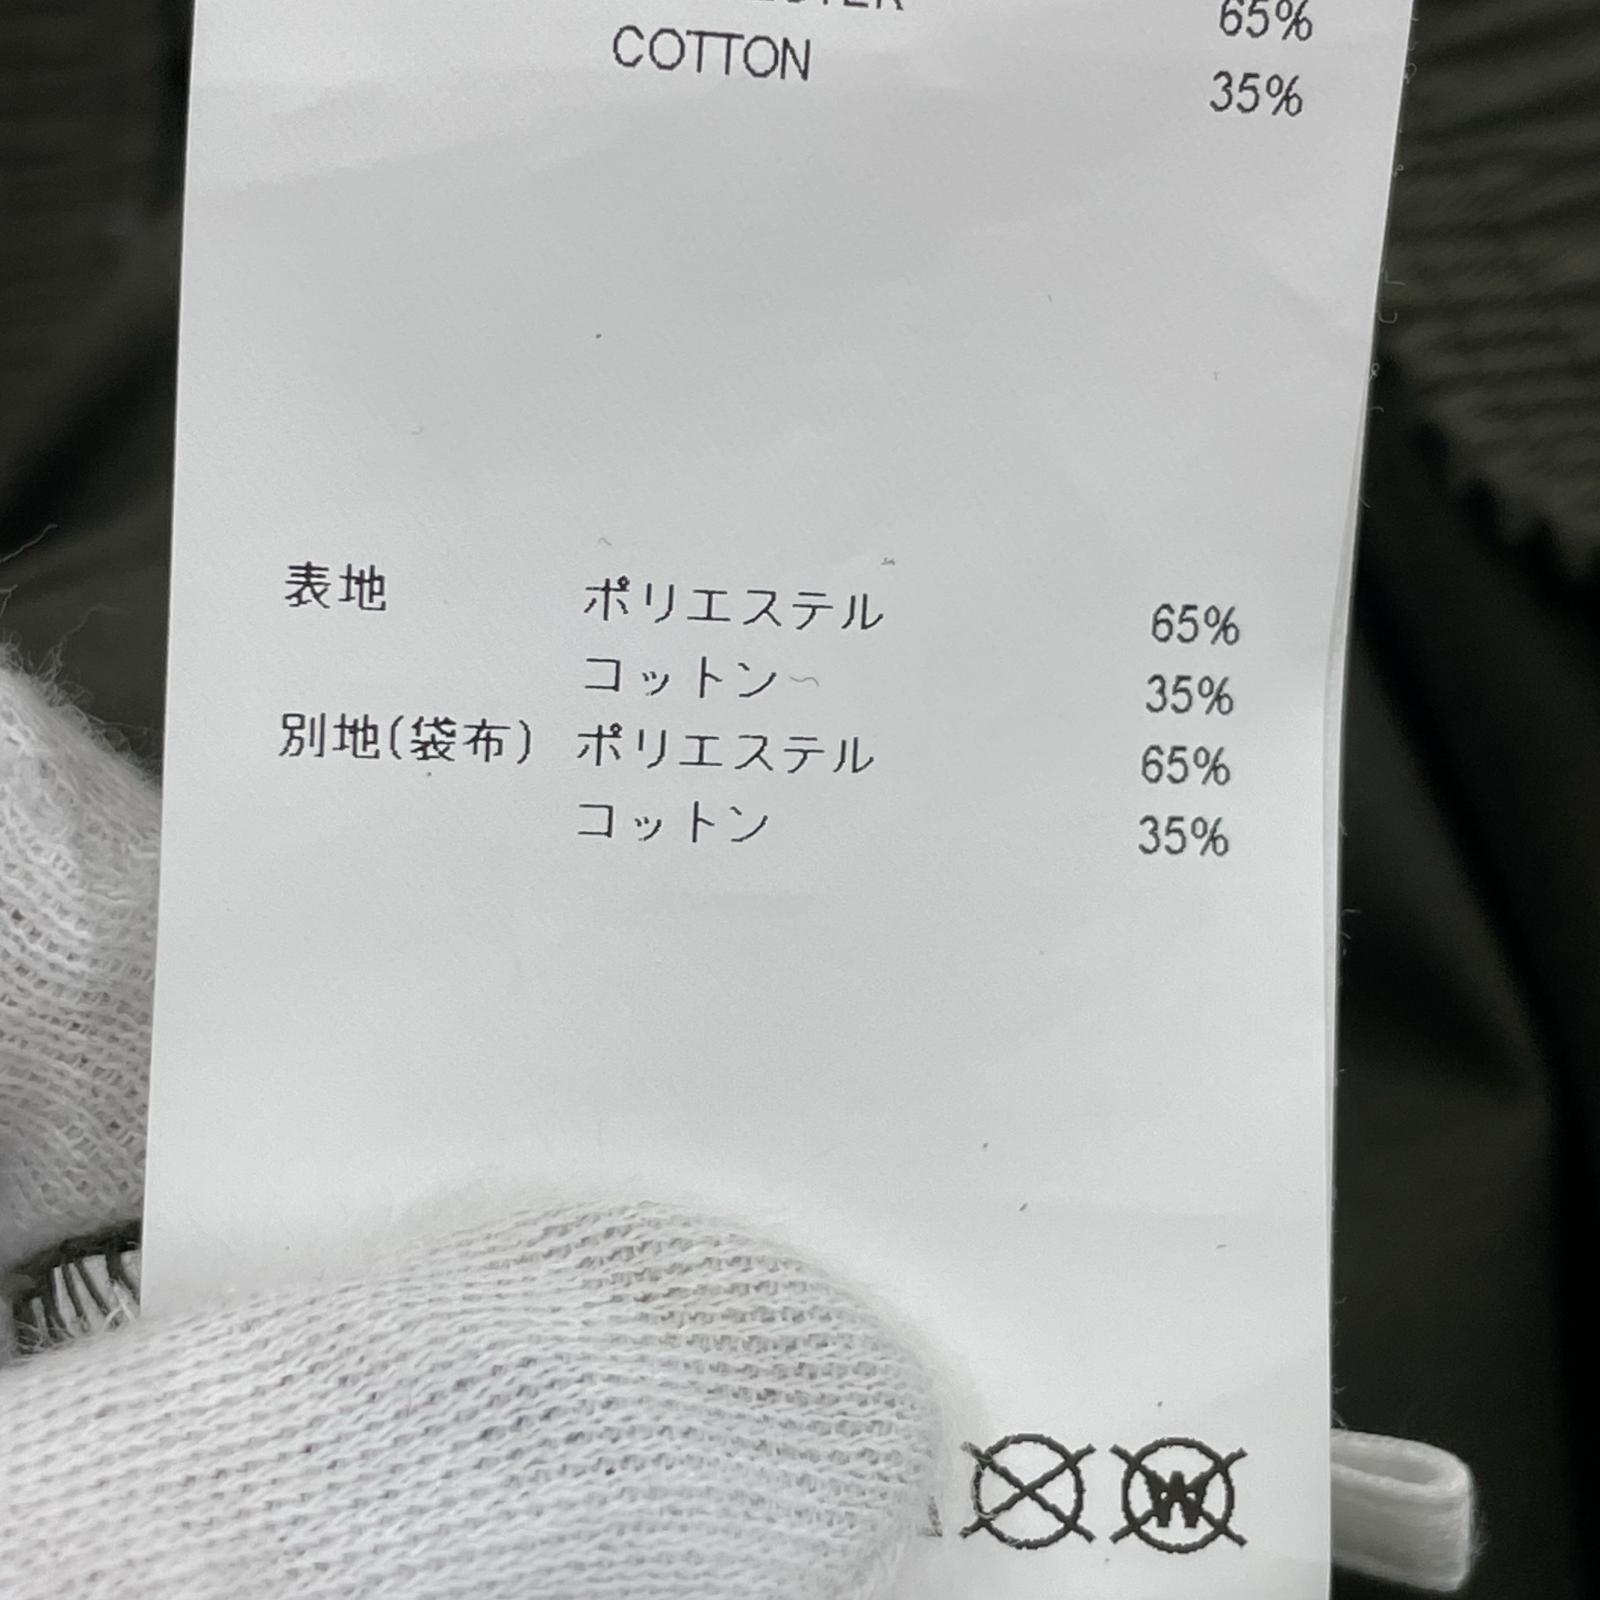 65%
COTTON 35%
表地 ポリエステル 65%
コットン 35%
別地(袋布) ポリエステル 65%
コットン 35%
W